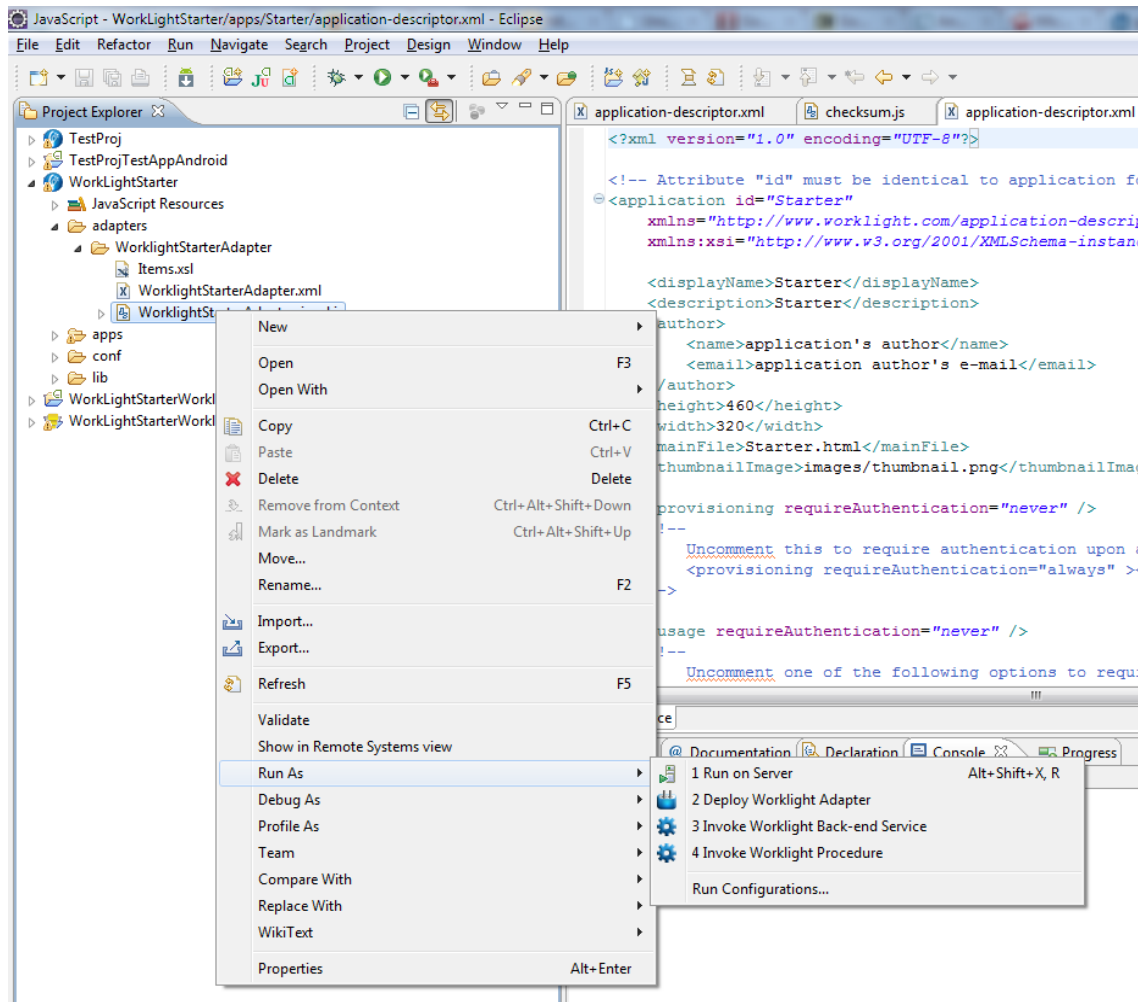 JavaScript - WorkLightStarter/apps/Starter/application-descriptor.xml - Eclipse
File Edit Refactor Run Navigate Search Project Design Window Help
Project Explorer
TestProj
TestProjTestAppAndroid
WorkLightStarter
JavaScript Resources
adapters
WorklightStarterAdapter
Items.xsl
WorklightStarterAdapter.xml
apps
conf
lib
WorkLightStarterWorkl
WorkLightStarterWorkl
application-descriptor.xml checksum.js application-descriptor.xml
<?xml version="1.0" encoding="UTF-8"?>
<!-- Attribute "id" must be identical to application fo
<application id="Starter"
xmlns="http://www.worklight.com/application-descrip
xmlns:xsi="http://www.w3.org/2001/XMLSchema-instanc
<displayName>Starter</displayName>
<description>Starter</description>
author>
<name>application's author</name>
<email>application author's e-mail</email>
/author>
height>460</height>
width>320</width>
mainFile>Starter.html</mainFile>
thumbnailImage>images/thumbnail.png</thumbnailImag
provisioning requireAuthentication="never" />
!--
Uncomment this to require authentication upon a
<provisioning requireAuthentication="always" ><
->
usage requireAuthentication="never" />
!--
Uncomment one of the following options to requi
ce
@ Documentation Declaration Console Progress
New
Open F3
Open With
Copy Ctrl+C
Paste Ctrl+V
Delete Delete
Remove from Context Ctrl+Alt+Shift+Down
Mark as Landmark Ctrl+Alt+Shift+Up
Move...
Rename... F2
Import...
Export...
Refresh F5
Validate
Show in Remote Systems view
Run As
Debug As
Profile As
Team
Compare With
Replace With
WikiText
Properties Alt+Enter
1 Run on Server Alt+Shift+X, R
2 Deploy Worklight Adapter
3 Invoke Worklight Back-end Service
4 Invoke Worklight Procedure
Run Configurations...